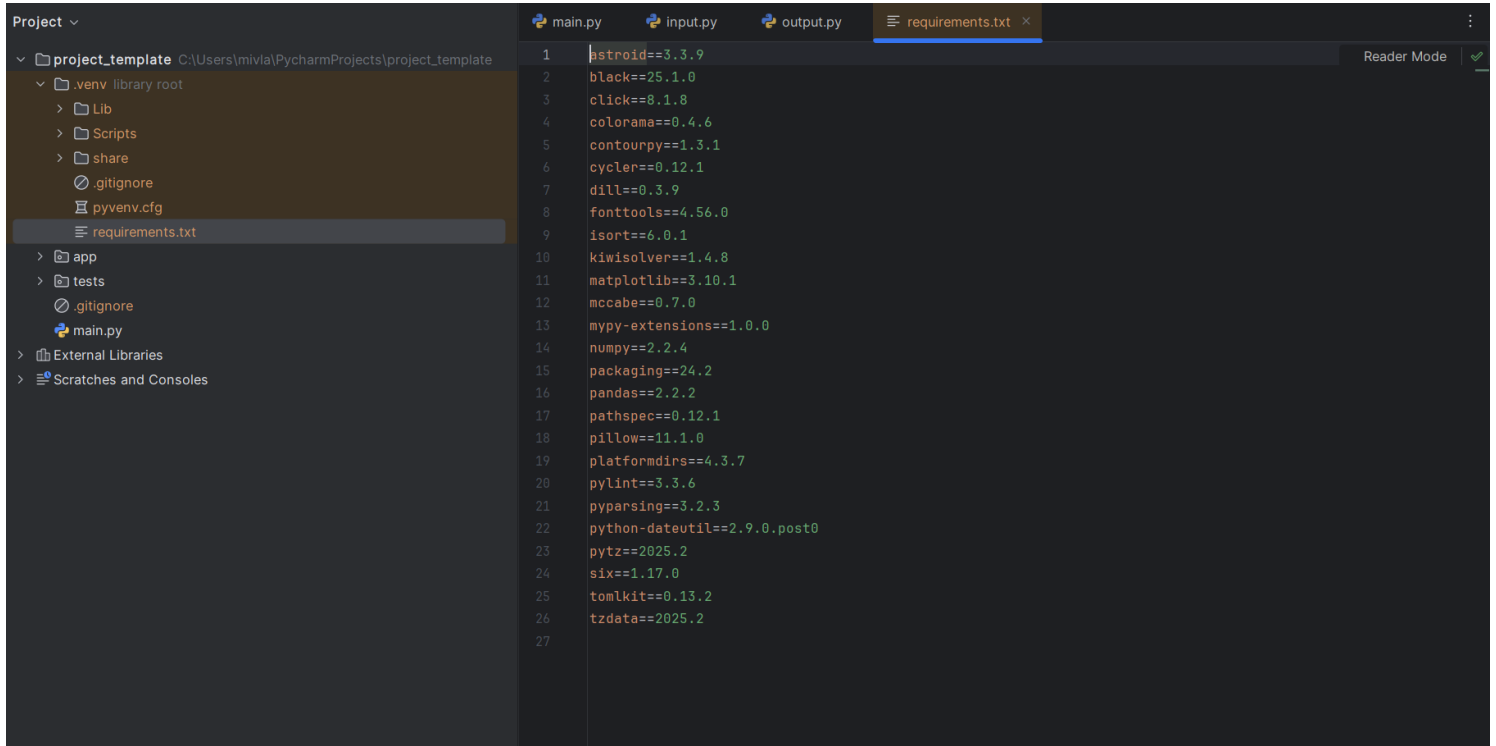 Project
project_template C:\Users\mivla\PycharmProjects\project_template
.venv library root
Lib
Scripts
share
.gitignore
pyvenv.cfg
requirements.txt
app
tests
.gitignore
main.py
External Libraries
Scratches and Consoles
main.py input.py output.py requirements.txt
Reader Mode
1 astroid==3.3.9
2 black==25.1.0
3 click==8.1.8
4 colorama==0.4.6
5 contourpy==1.3.1
6 cycler==0.12.1
7 dill==0.3.9
8 fonttools==4.56.0
9 isort==6.0.1
10 kiwisolver==1.4.8
11 matplotlib==3.10.1
12 mccabe==0.7.0
13 mypy-extensions==1.0.0
14 numpy==2.2.4
15 packaging==24.2
16 pandas==2.2.2
17 pathspec==0.12.1
18 pillow==11.1.0
19 platformdirs==4.3.7
20 pylint==3.3.6
21 pyparsing==3.2.3
22 python-dateutil==2.9.0.post0
23 pytz==2025.2
24 six==1.17.0
25 tomlkit==0.13.2
26 tzdata==2025.2
27